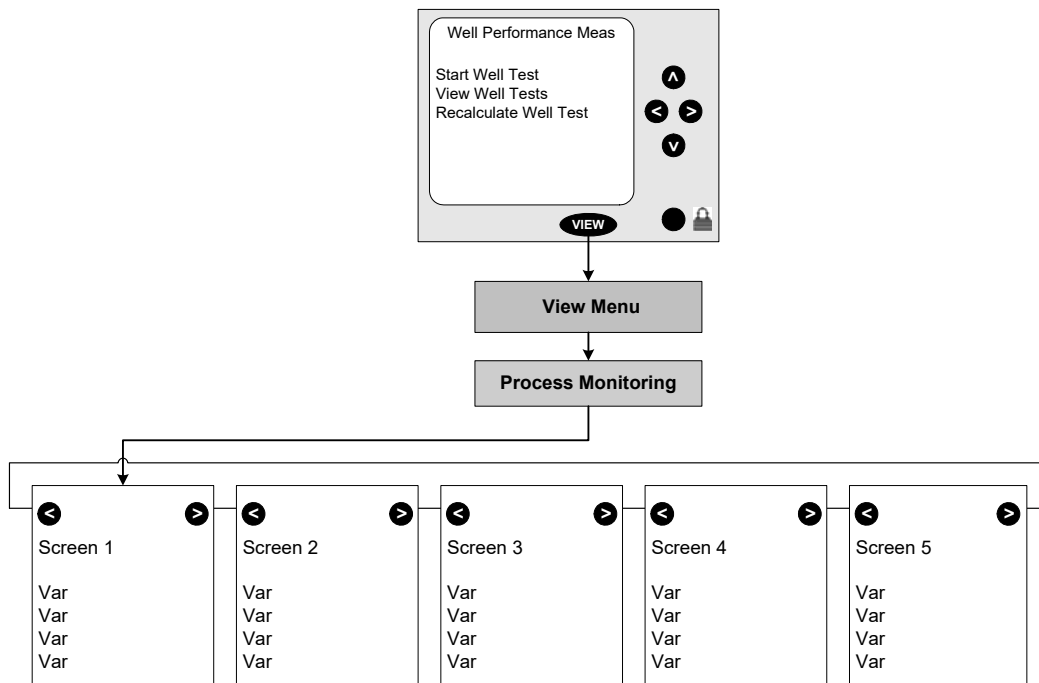 Well Performance Meas
Start Well Test
View Well Tests
Recalculate Well Test
^
< >
v
VIEW
View Menu
Process Monitoring
< >
Screen 1
Var
Var
Var
Var
< >
Screen 2
Var
Var
Var
Var
< >
Screen 3
Var
Var
Var
Var
< >
Screen 4
Var
Var
Var
Var
< >
Screen 5
Var
Var
Var
Var